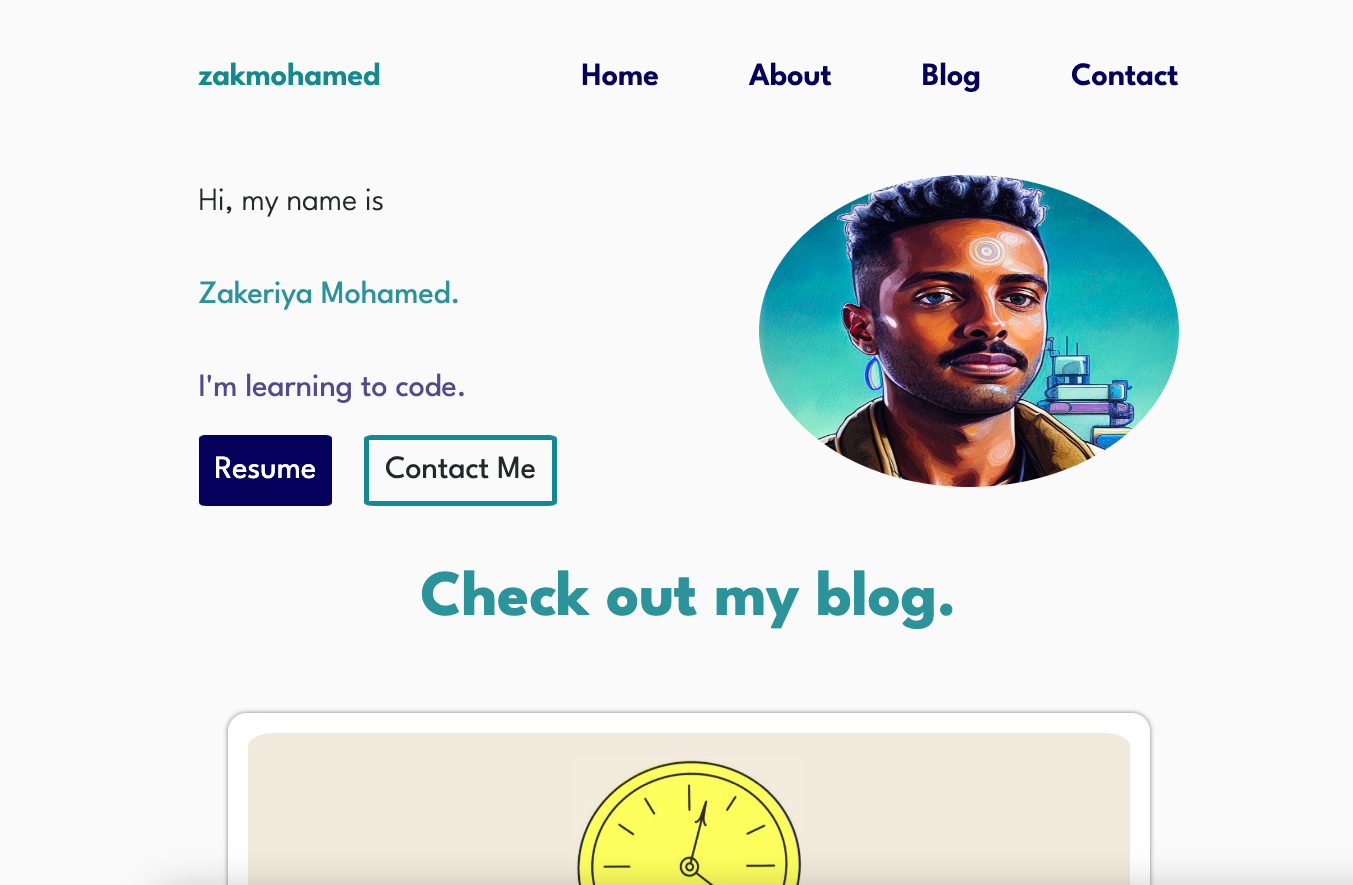 zakmohamed Home About Blog Contact
Hi, my name is
Zakeriya Mohamed.
I'm learning to code.
Resume Contact Me
Check out my blog.